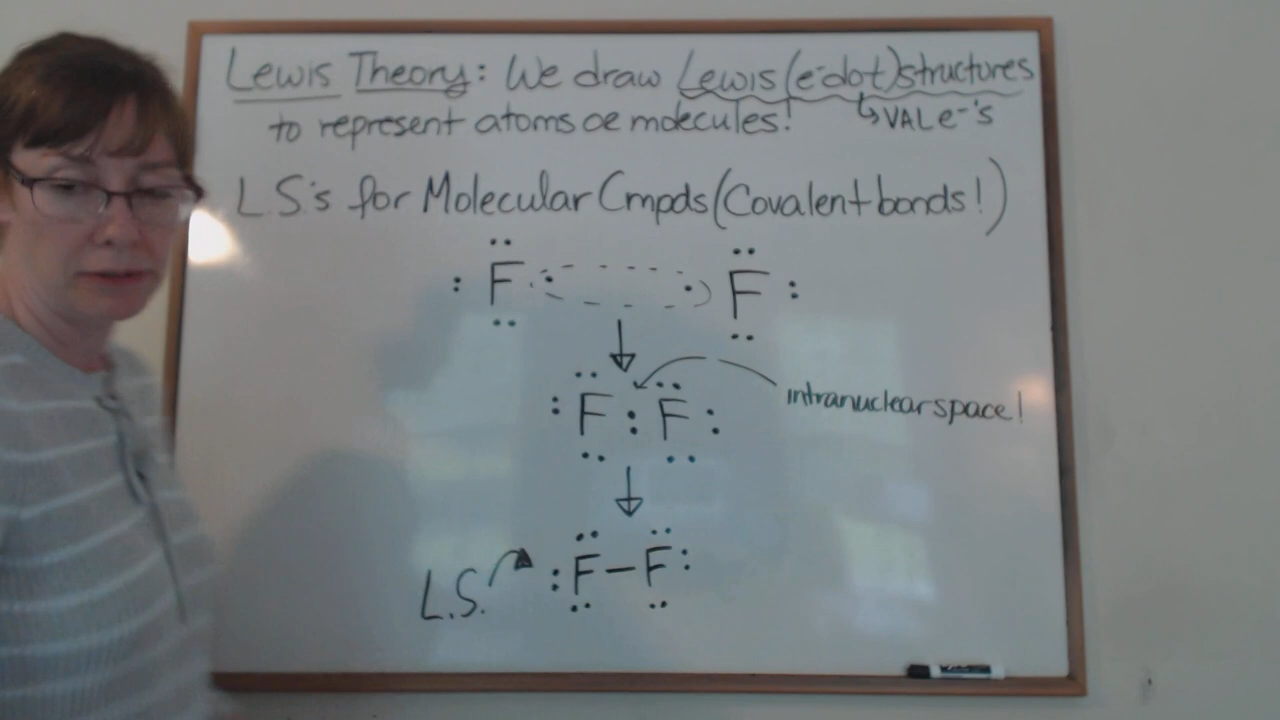 Lewis Theory: We draw Lewis (e⁻dot) structures
to represent atoms oe molecules! ↳ VAL e⁻'s
L.S.'s for Molecular Cmpds (Covalent bonds!)
:F· ·F:
:F:F: intranuclear space!
L.S. :F–F: